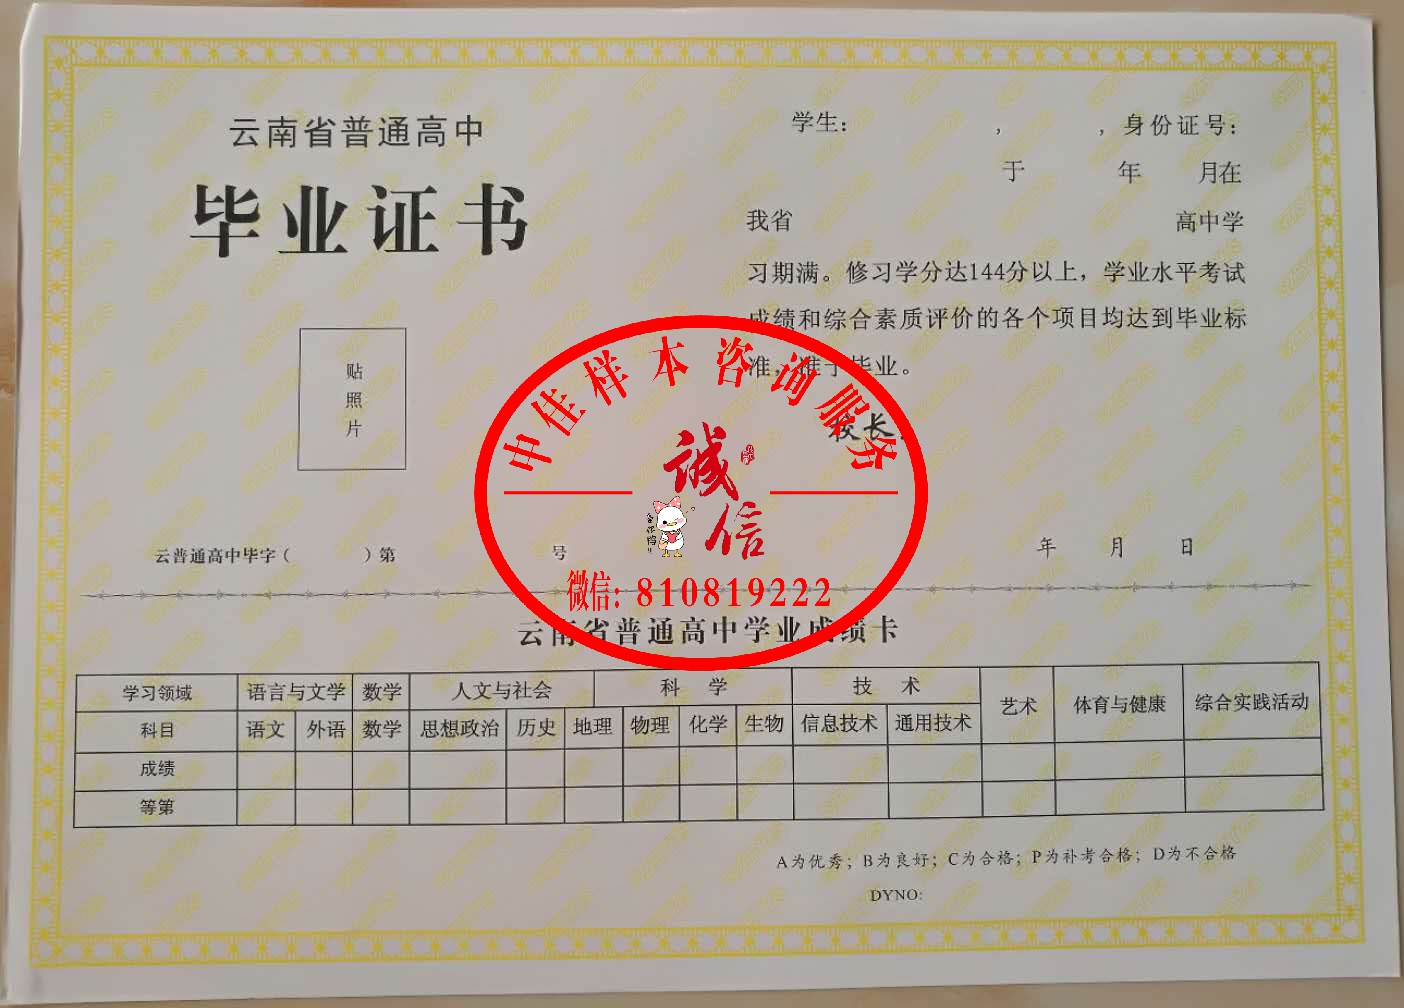 云南省普通高中
毕业证书
贴
照
片
云普通高中毕字（ ）第 号
学生： ， ，身份证号：
于 年 月在
我省 高中学
习期满。修习学分达144分以上，学业水平考试
成绩和综合素质评价的各个项目均达到毕业标
准，准予毕业。
校长：
年 月 日
中佳样本咨询服务
诚
信
微信：810819222
云南省普通高中学业成绩卡
学习领域 语言与文学 数学 人文与社会 科 学 技 术 艺术 体育与健康 综合实践活动
科目 语文 外语 数学 思想政治 历史 地理 物理 化学 生物 信息技术 通用技术
成绩
等第
A为优秀；B为良好；C为合格；P为补考合格；D为不合格
DYNO: